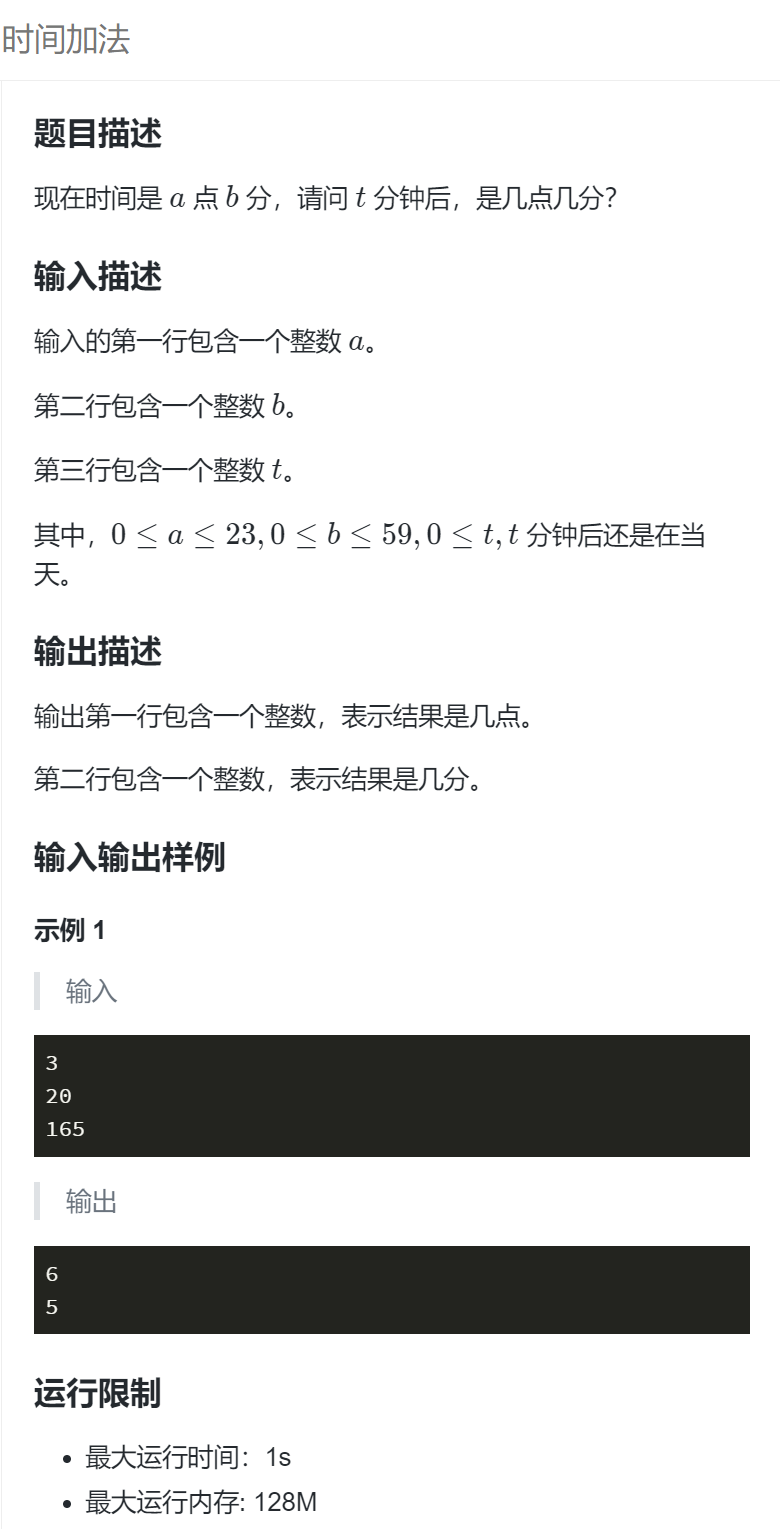 时间加法
题目描述
现在时间是 a 点 b 分，请问 t 分钟后，是几点几分？
输入描述
输入的第一行包含一个整数 a。
第二行包含一个整数 b。
第三行包含一个整数 t。
其中，0 ≤ a ≤ 23, 0 ≤ b ≤ 59, 0 ≤ t, t 分钟后还是在当
天。
输出描述
输出第一行包含一个整数，表示结果是几点。
第二行包含一个整数，表示结果是几分。
输入输出样例
示例 1
输入
3
20
165
输出
6
5
运行限制
• 最大运行时间：1s
• 最大运行内存: 128M